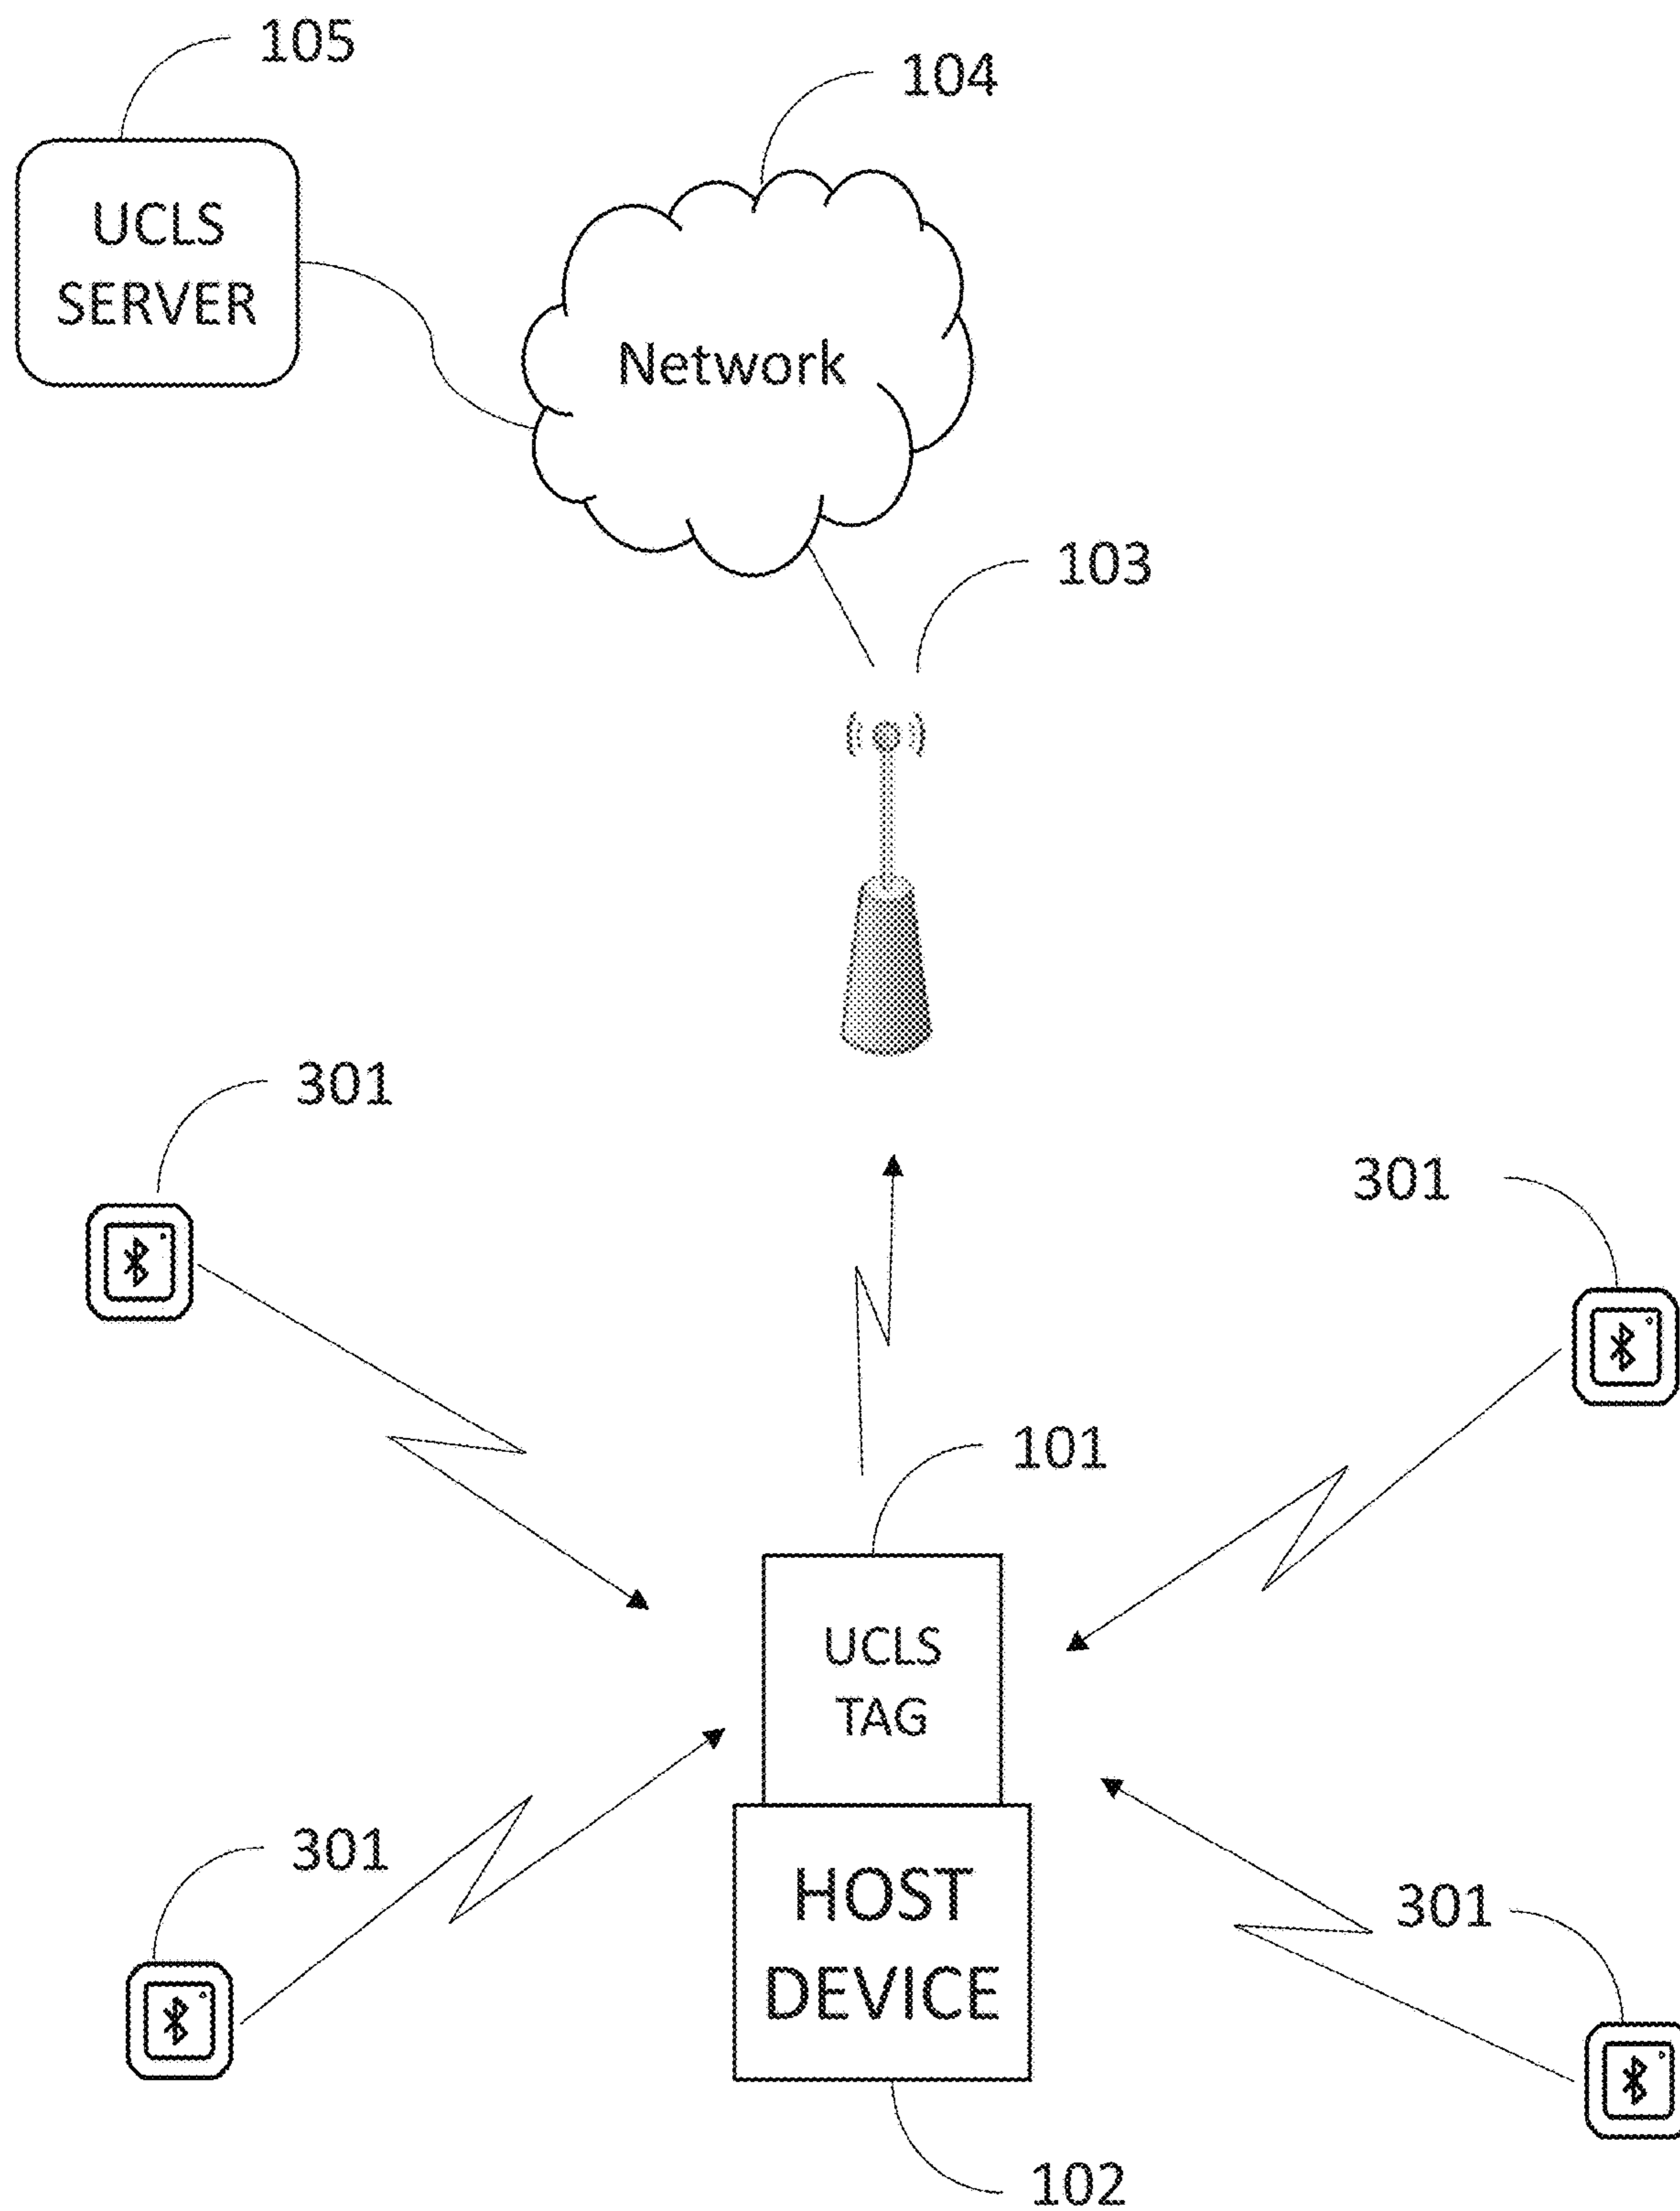 105
104
UCLS
SERVER
Network
103
301
301
101
UCLS
TAG
301
HOST
DEVICE
301
102